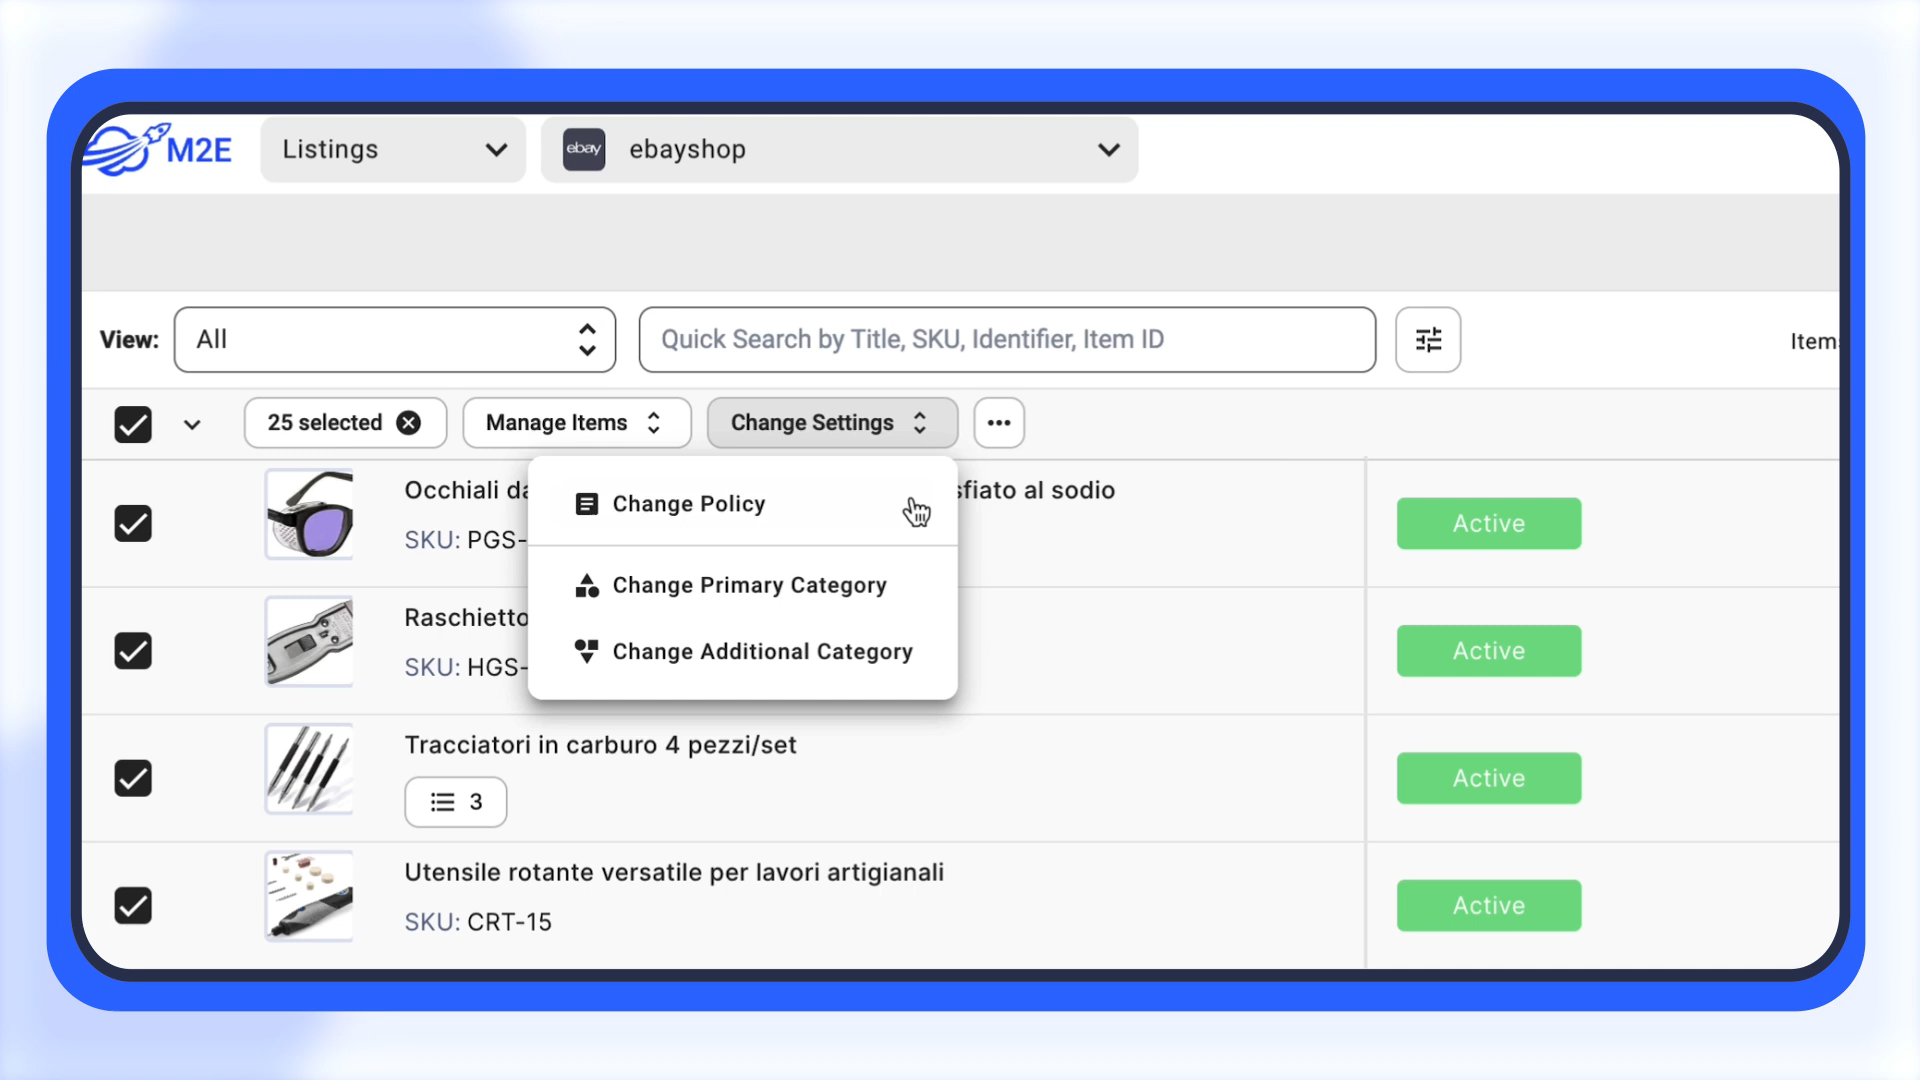 M2E
Listings
ebay
ebayshop
View:
All
Quick Search by Title, SKU, Identifier, Item ID
25 selected
Manage Items
Change Settings
Change Policy
Change Primary Category
Change Additional Category
Occhiali
sfiato al sodio
SKU: PGS-
Active
Raschietto
SKU: HGS-
Active
Tracciatori in carburo 4 pezzi/set
3
Active
Utensile rotante versatile per lavori artigianali
SKU: CRT-15
Active